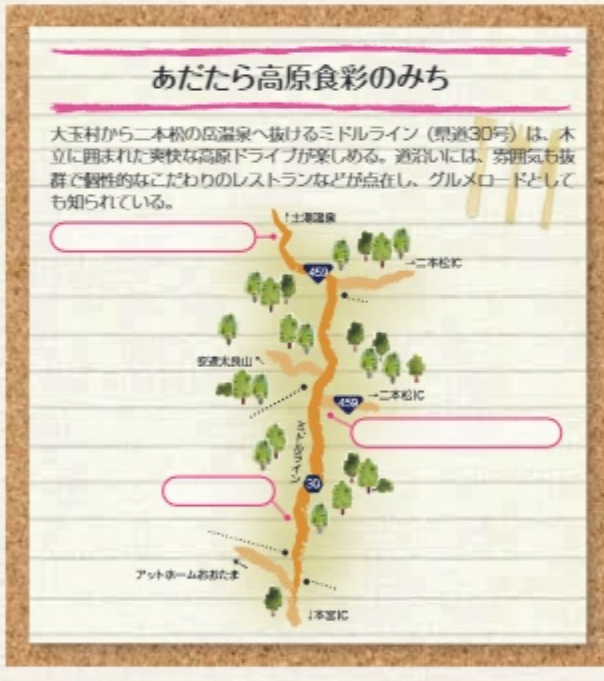 あだたら高原食彩のみち
大玉村から二本松の岳温泉へ抜けるミドルライン（県道30号）は、木
立に囲まれた爽快な高原ドライブが楽しめる。道沿いには、雰囲気も抜
群で個性的なこだわりのレストランなどが点在し、グルメロードとして
も知られている。
↑土湯温泉
459
→二本松IC
安達太良山↖
459
→二本松IC
ミドルライン
30
アットホームおおたま
↓本宮IC